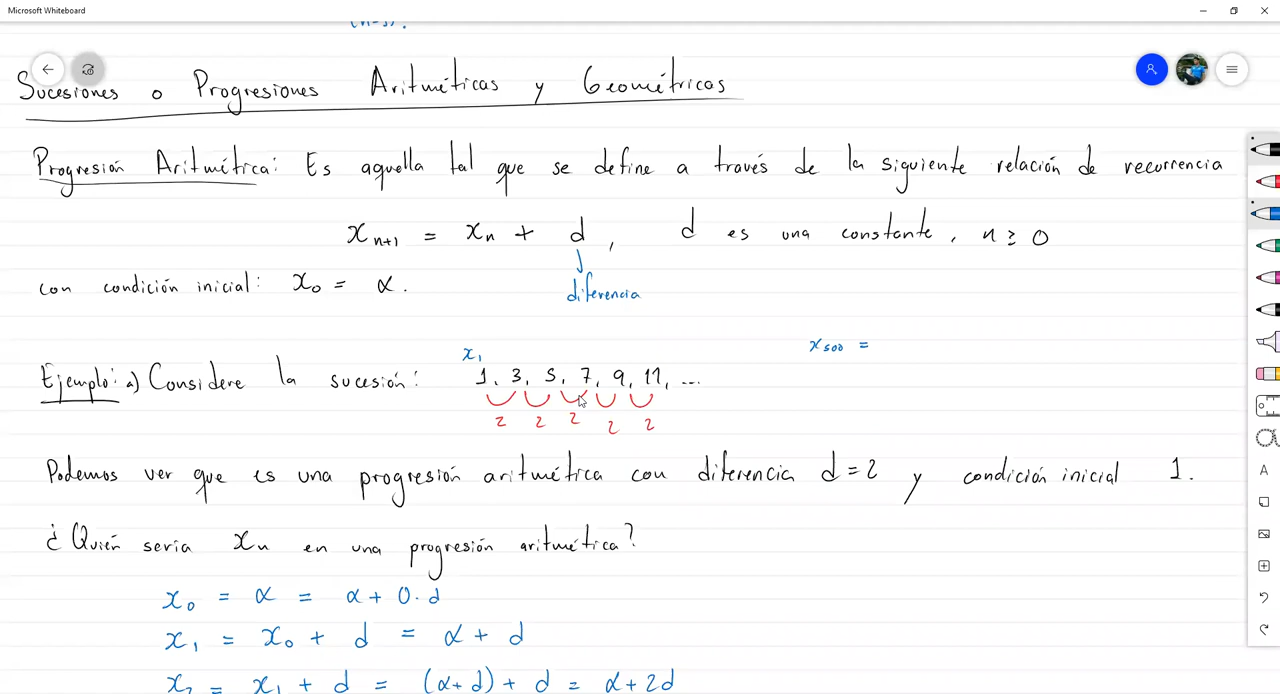 Microsoft Whiteboard
Sucesiones o Progresiones Aritméticas y Geométricas
Progresión Aritmética: Es aquella tal que se define a través de la siguiente relación de recurrencia
xₙ₊₁ = xₙ + d, d es una constante, n ≥ 0
diferencia
con condición inicial: x₀ = α.
x₅₀₀ =
x₁
Ejemplo: a) Considere la sucesión: 1, 3, 5, 7, 9, 11, ...
2 2 2 2 2
Podemos ver que es una progresión aritmética con diferencia d = 2 y condición inicial 1.
¿Quién sería xₙ en una progresión aritmética?
x₀ = α = α + 0·d
x₁ = x₀ + d = α + d
x₂ = x₁ + d = (α+d) + d = α + 2d